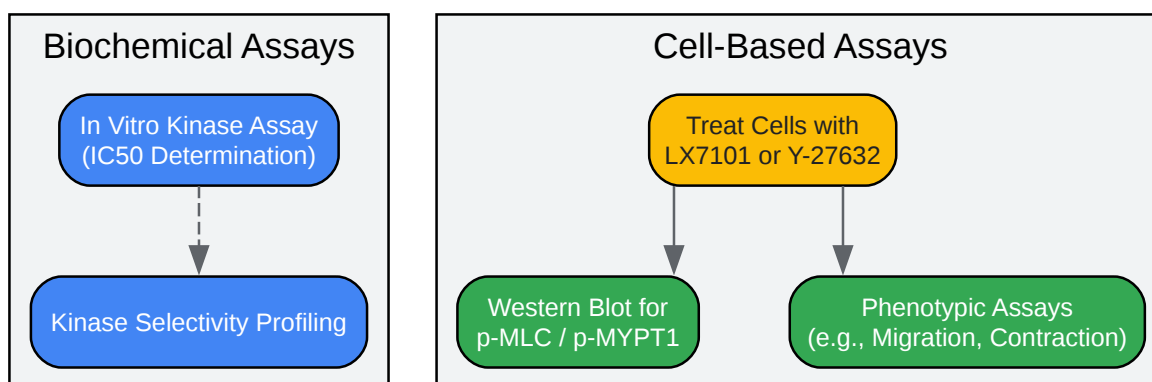 Biochemical Assays
In Vitro Kinase Assay
(IC50 Determination)
Kinase Selectivity Profiling
Cell-Based Assays
Treat Cells with
LX7101 or Y-27632
Western Blot for
p-MLC / p-MYPT1
Phenotypic Assays
(e.g., Migration, Contraction)